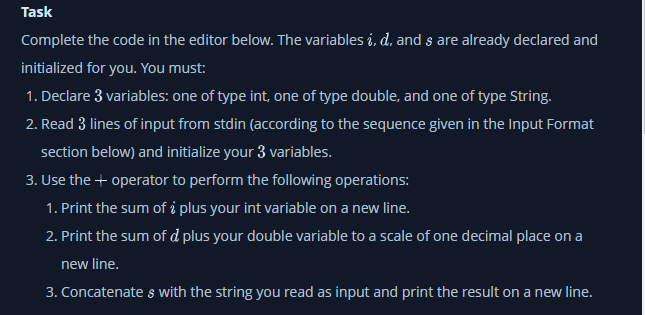 Task
Complete the code in the editor below. The variables i, d, and s are already declared and
initialized for you. You must:
1. Declare 3 variables: one of type int, one of type double, and one of type String.
2. Read 3 lines of input from stdin (according to the sequence given in the Input Format
section below) and initialize your 3 variables.
3. Use the + operator to perform the following operations:
1. Print the sum of i plus your int variable on a new line.
2. Print the sum of d plus your double variable to a scale of one decimal place on a
new line.
3. Concatenate s with the string you read as input and print the result on a new line.